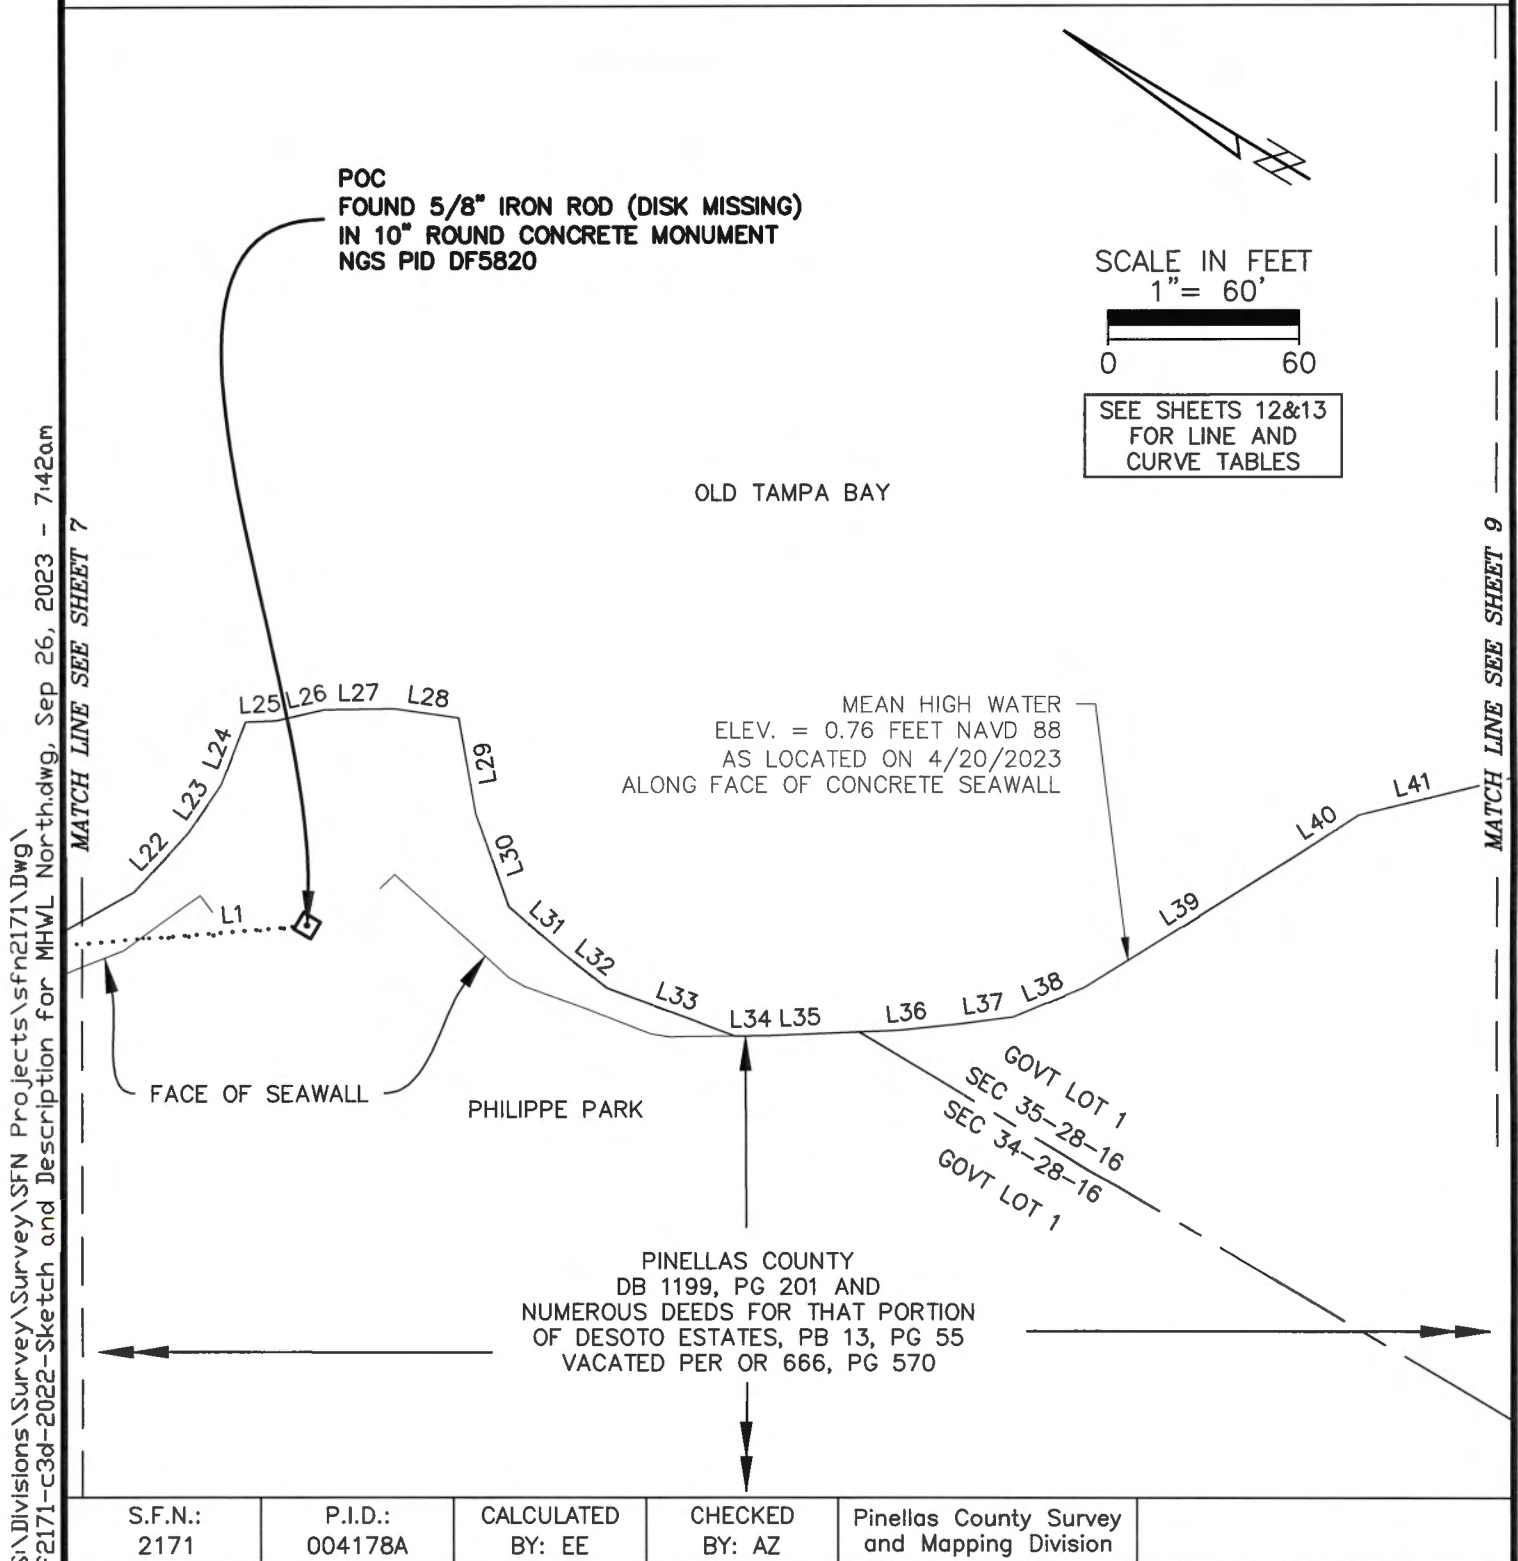 POC
FOUND 5/8" IRON ROD (DISK MISSING)
IN 10" ROUND CONCRETE MONUMENT
NGS PID DF5820
N
SCALE IN FEET
1"= 60'
0 60
SEE SHEETS 12&13
FOR LINE AND
CURVE TABLES
OLD TAMPA BAY
MATCH LINE SEE SHEET 7
MATCH LINE SEE SHEET 9
MEAN HIGH WATER
ELEV. = 0.76 FEET NAVD 88
AS LOCATED ON 4/20/2023
ALONG FACE OF CONCRETE SEAWALL
L1
L22
L23
L24
L25
L26
L27
L28
L29
L30
L31
L32
L33
L34
L35
L36
L37
L38
L39
L40
L41
FACE OF SEAWALL
PHILIPPE PARK
GOVT LOT 1
SEC 35-28-16
SEC 34-28-16
GOVT LOT 1
PINELLAS COUNTY
DB 1199, PG 201 AND
NUMEROUS DEEDS FOR THAT PORTION
OF DESOTO ESTATES, PB 13, PG 55
VACATED PER OR 666, PG 570
S:\Divisions\Survey\Survey\SFN Projects\sfn2171\Dwg\
f2171-c3d-2022-Sketch and Description for MHWL North.dwg, Sep 26, 2023 - 7:42am
S.F.N.:
2171
P.I.D.:
004178A
CALCULATED
BY: EE
CHECKED
BY: AZ
Pinellas County Survey
and Mapping Division